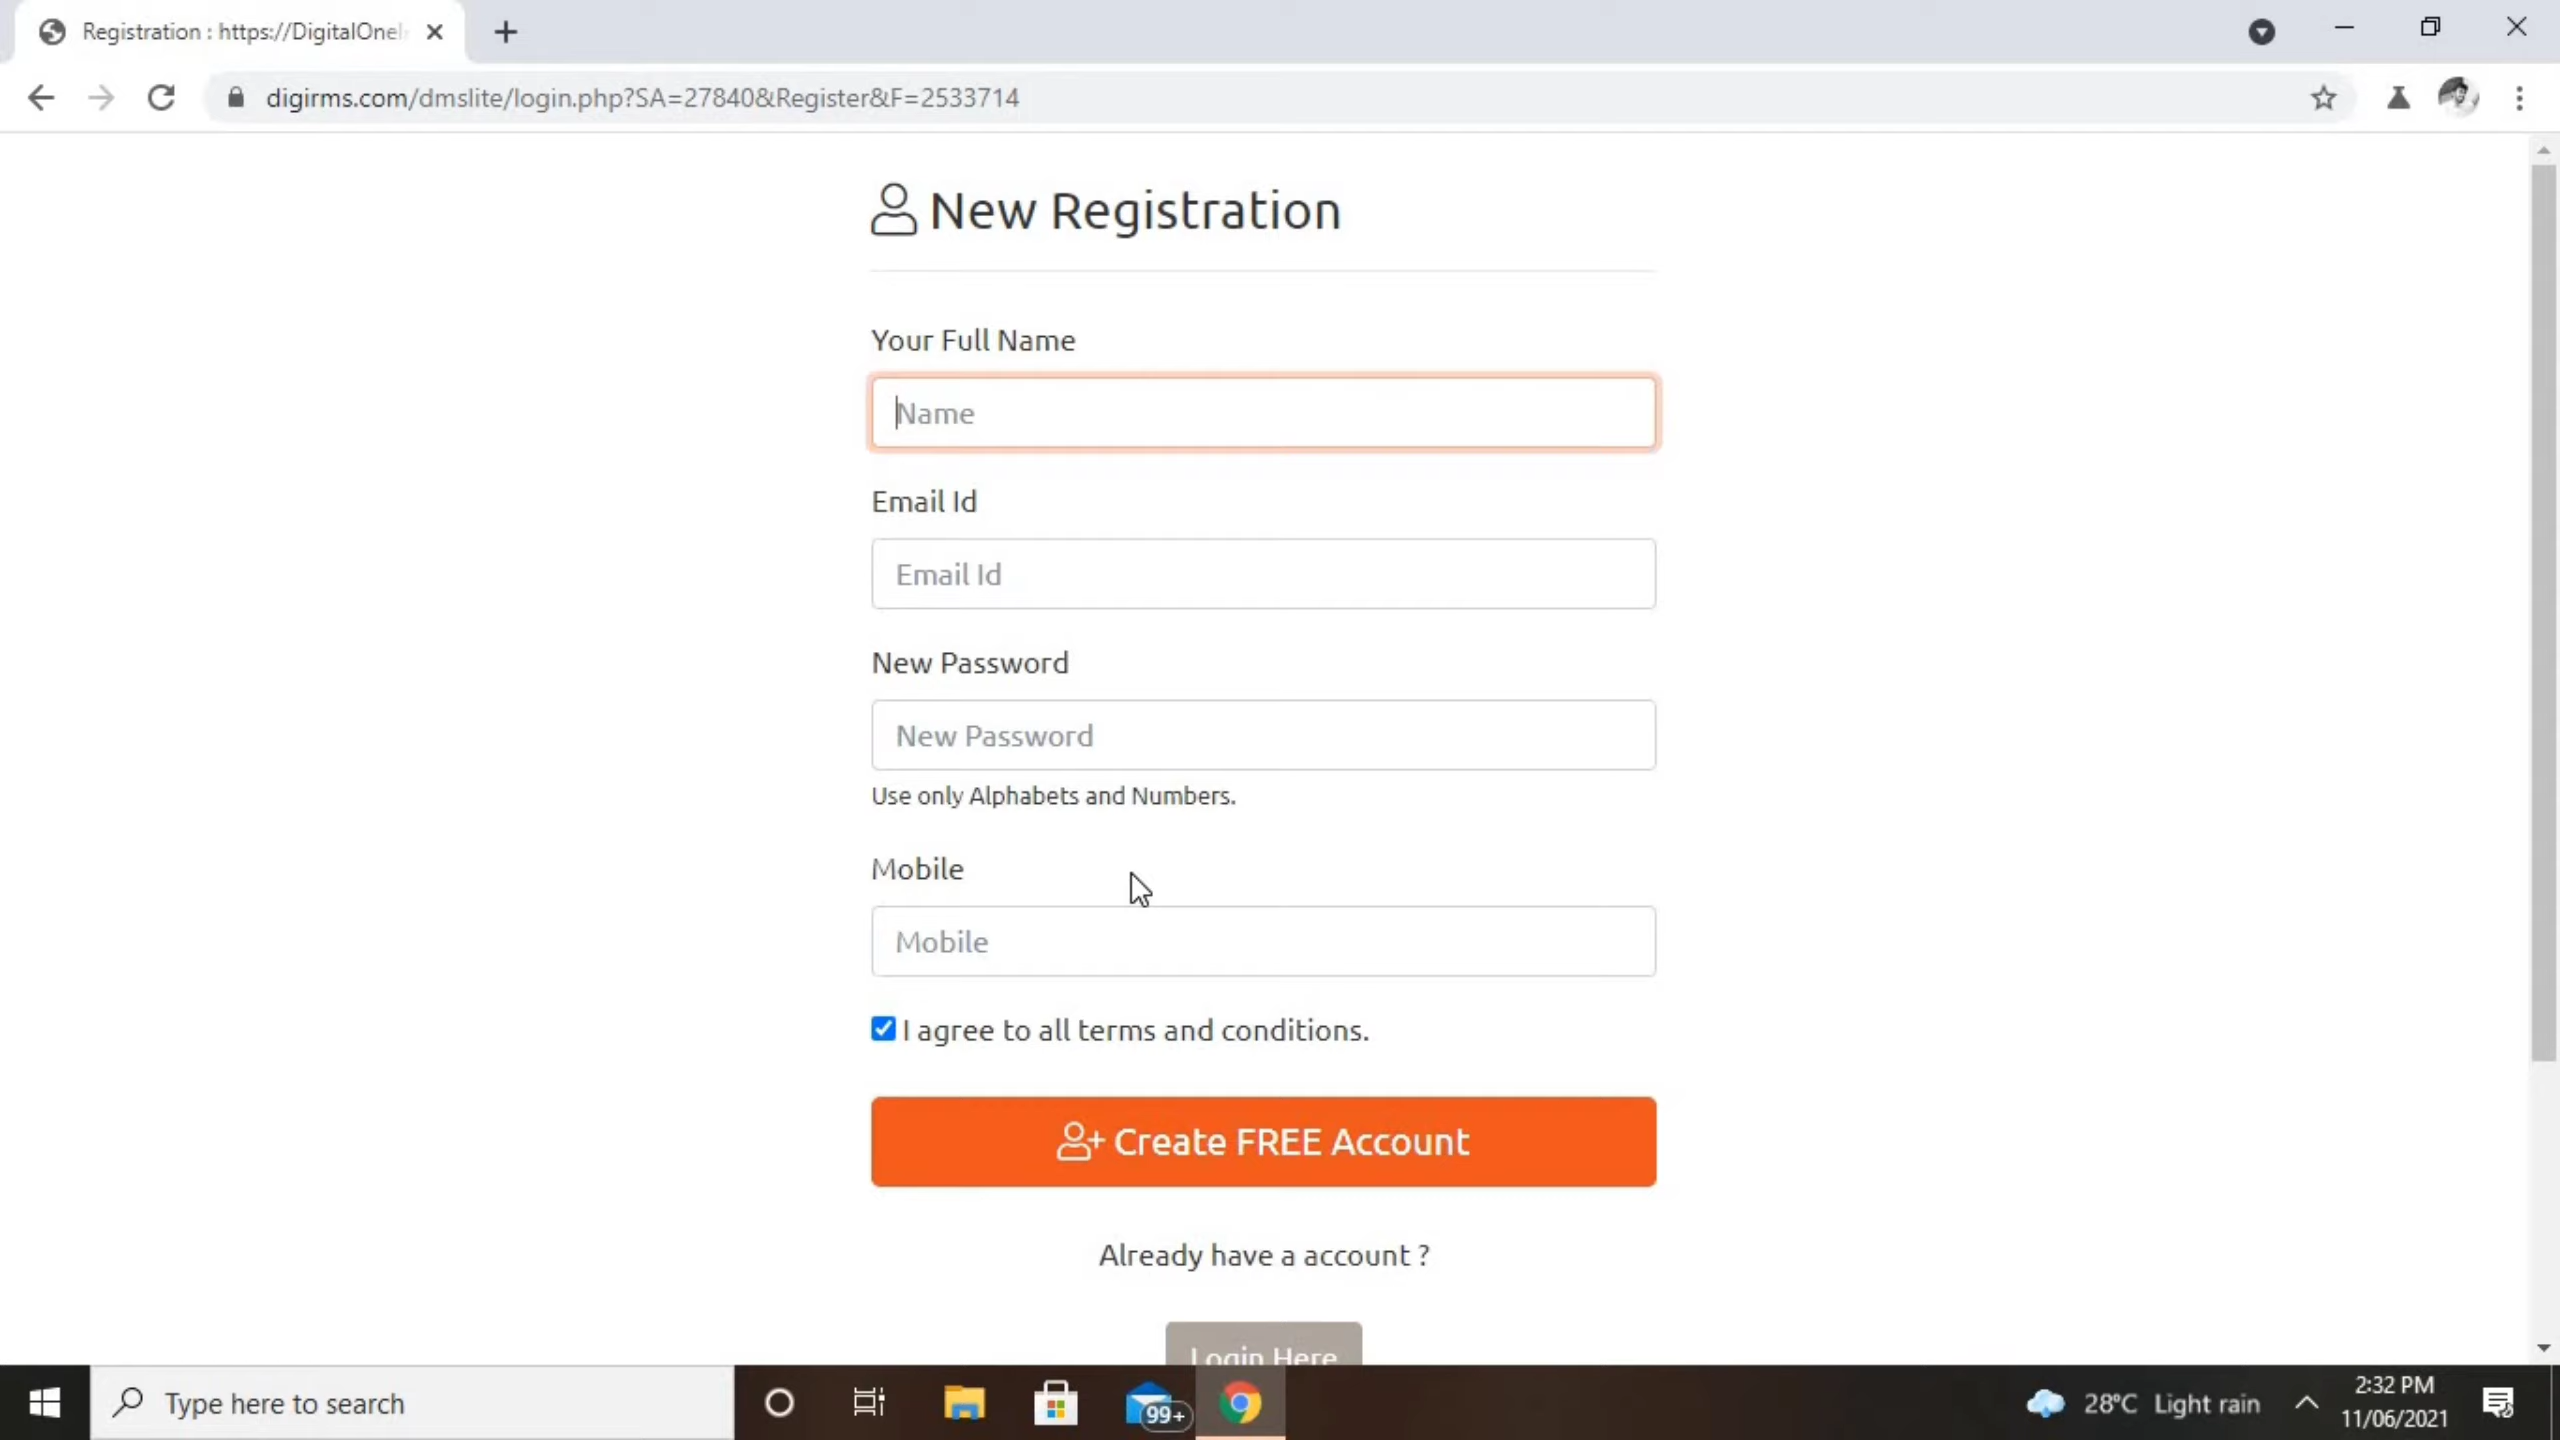 Registration : https://DigitalOneI
digirms.com/dmslite/login.php?SA=27840&Register&F=2533714
New Registration
Your Full Name
Name
Email Id
Email Id
New Password
New Password
Use only Alphabets and Numbers.
Mobile
Mobile
I agree to all terms and conditions.
Create FREE Account
Already have a account ?
Login Here
Type here to search
99+
28°C Light rain
2:32 PM
11/06/2021